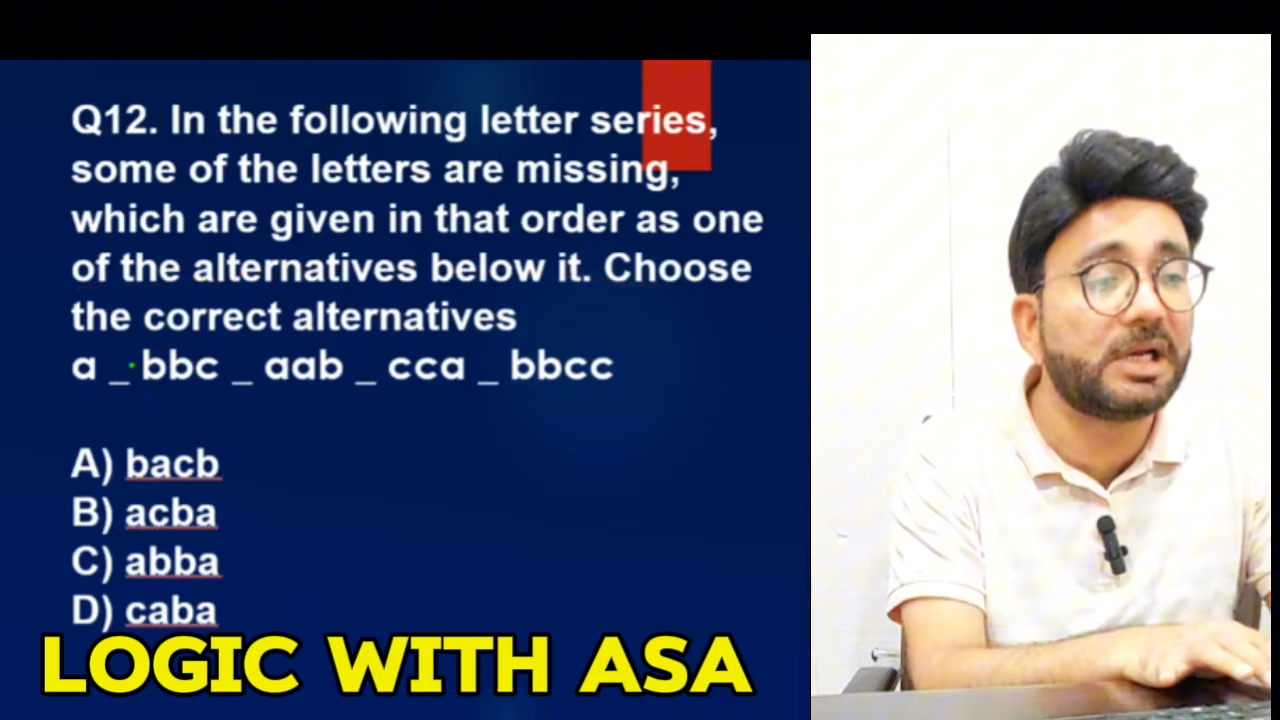 Q12. In the following letter series,
some of the letters are missing,
which are given in that order as one
of the alternatives below it. Choose
the correct alternatives
a _ bbc _ aab _ cca _ bbcc
A) bacb
B) acba
C) abba
D) caba
LOGIC WITH ASA